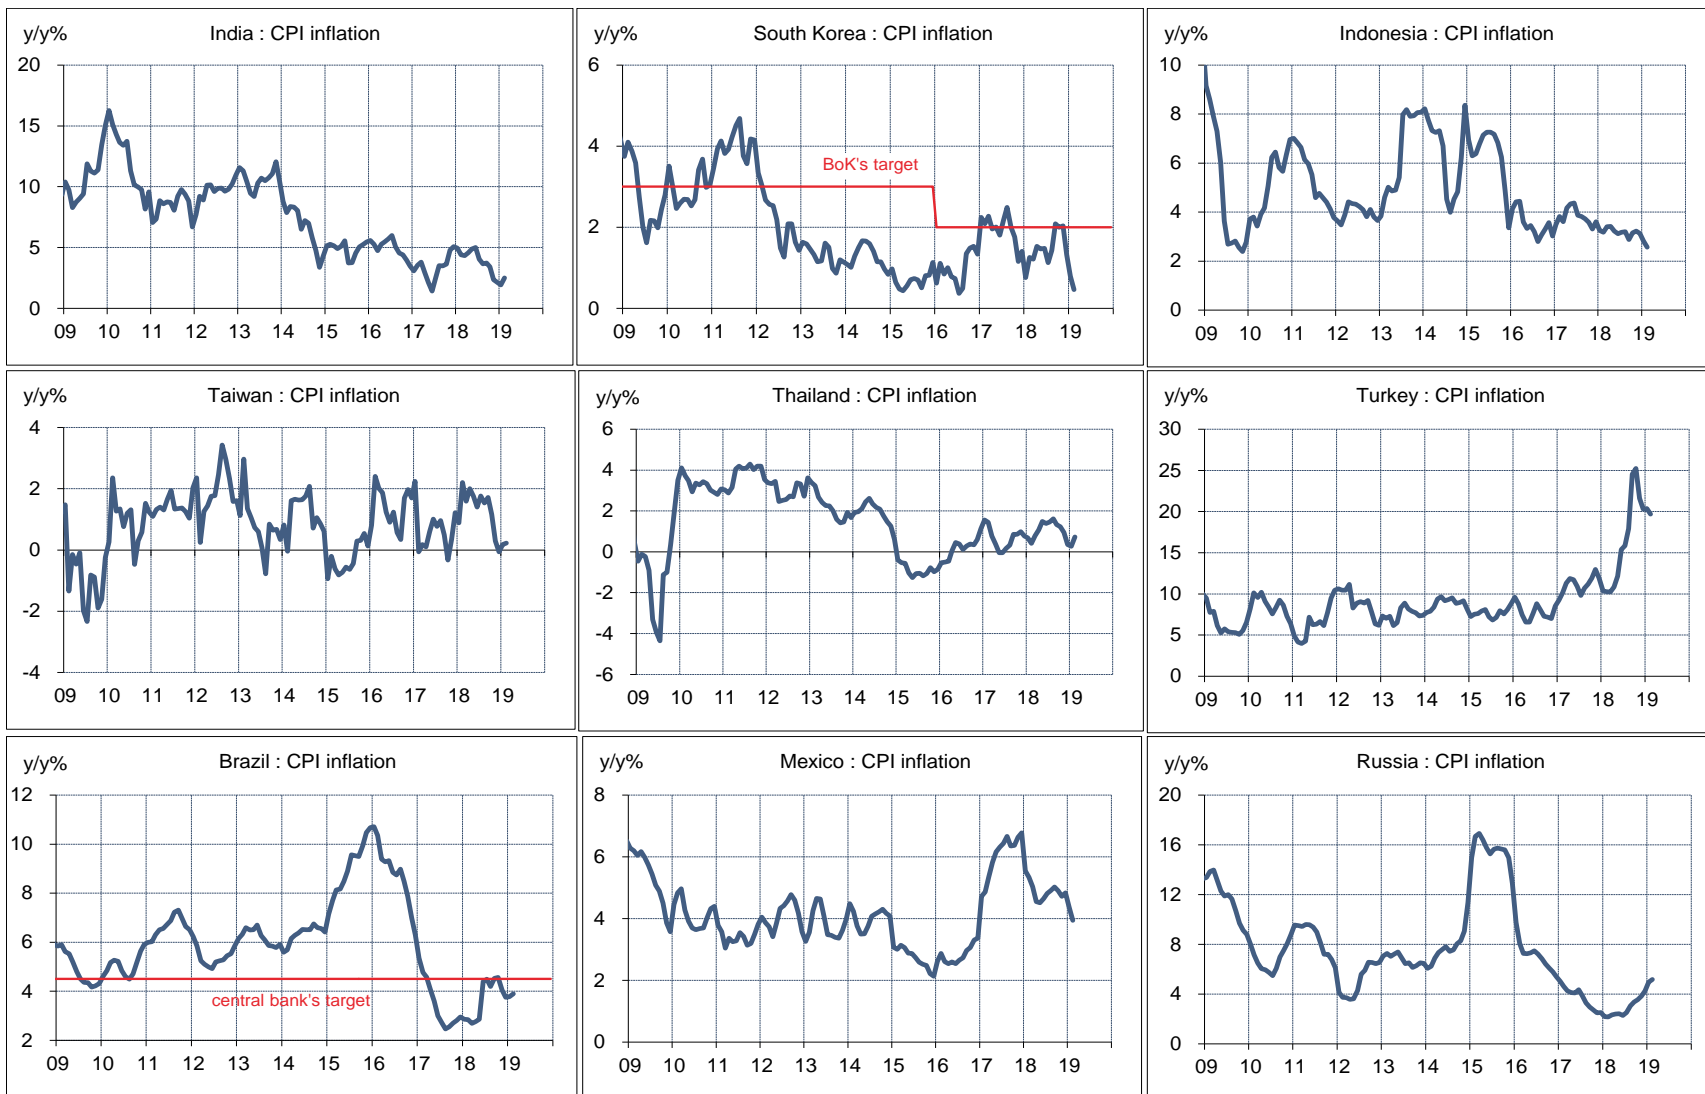 y/y%
India : CPI inflation
20
15
10
5
0
09 10 11 12 13 14 15 16 17 18 19
y/y%
South Korea : CPI inflation
6
4
BoK's target
2
0
09 10 11 12 13 14 15 16 17 18 19
y/y%
Indonesia : CPI inflation
10
8
6
4
2
0
09 10 11 12 13 14 15 16 17 18 19
y/y%
Taiwan : CPI inflation
4
2
0
-2
-4
09 10 11 12 13 14 15 16 17 18 19
y/y%
Thailand : CPI inflation
6
4
2
0
-2
-4
-6
09 10 11 12 13 14 15 16 17 18 19
y/y%
Turkey : CPI inflation
30
25
20
15
10
5
0
09 10 11 12 13 14 15 16 17 18 19
y/y%
Brazil : CPI inflation
12
10
8
6
4
central bank's target
2
09 10 11 12 13 14 15 16 17 18 19
y/y%
Mexico : CPI inflation
8
6
4
2
0
09 10 11 12 13 14 15 16 17 18 19
y/y%
Russia : CPI inflation
20
16
12
8
4
0
09 10 11 12 13 14 15 16 17 18 19